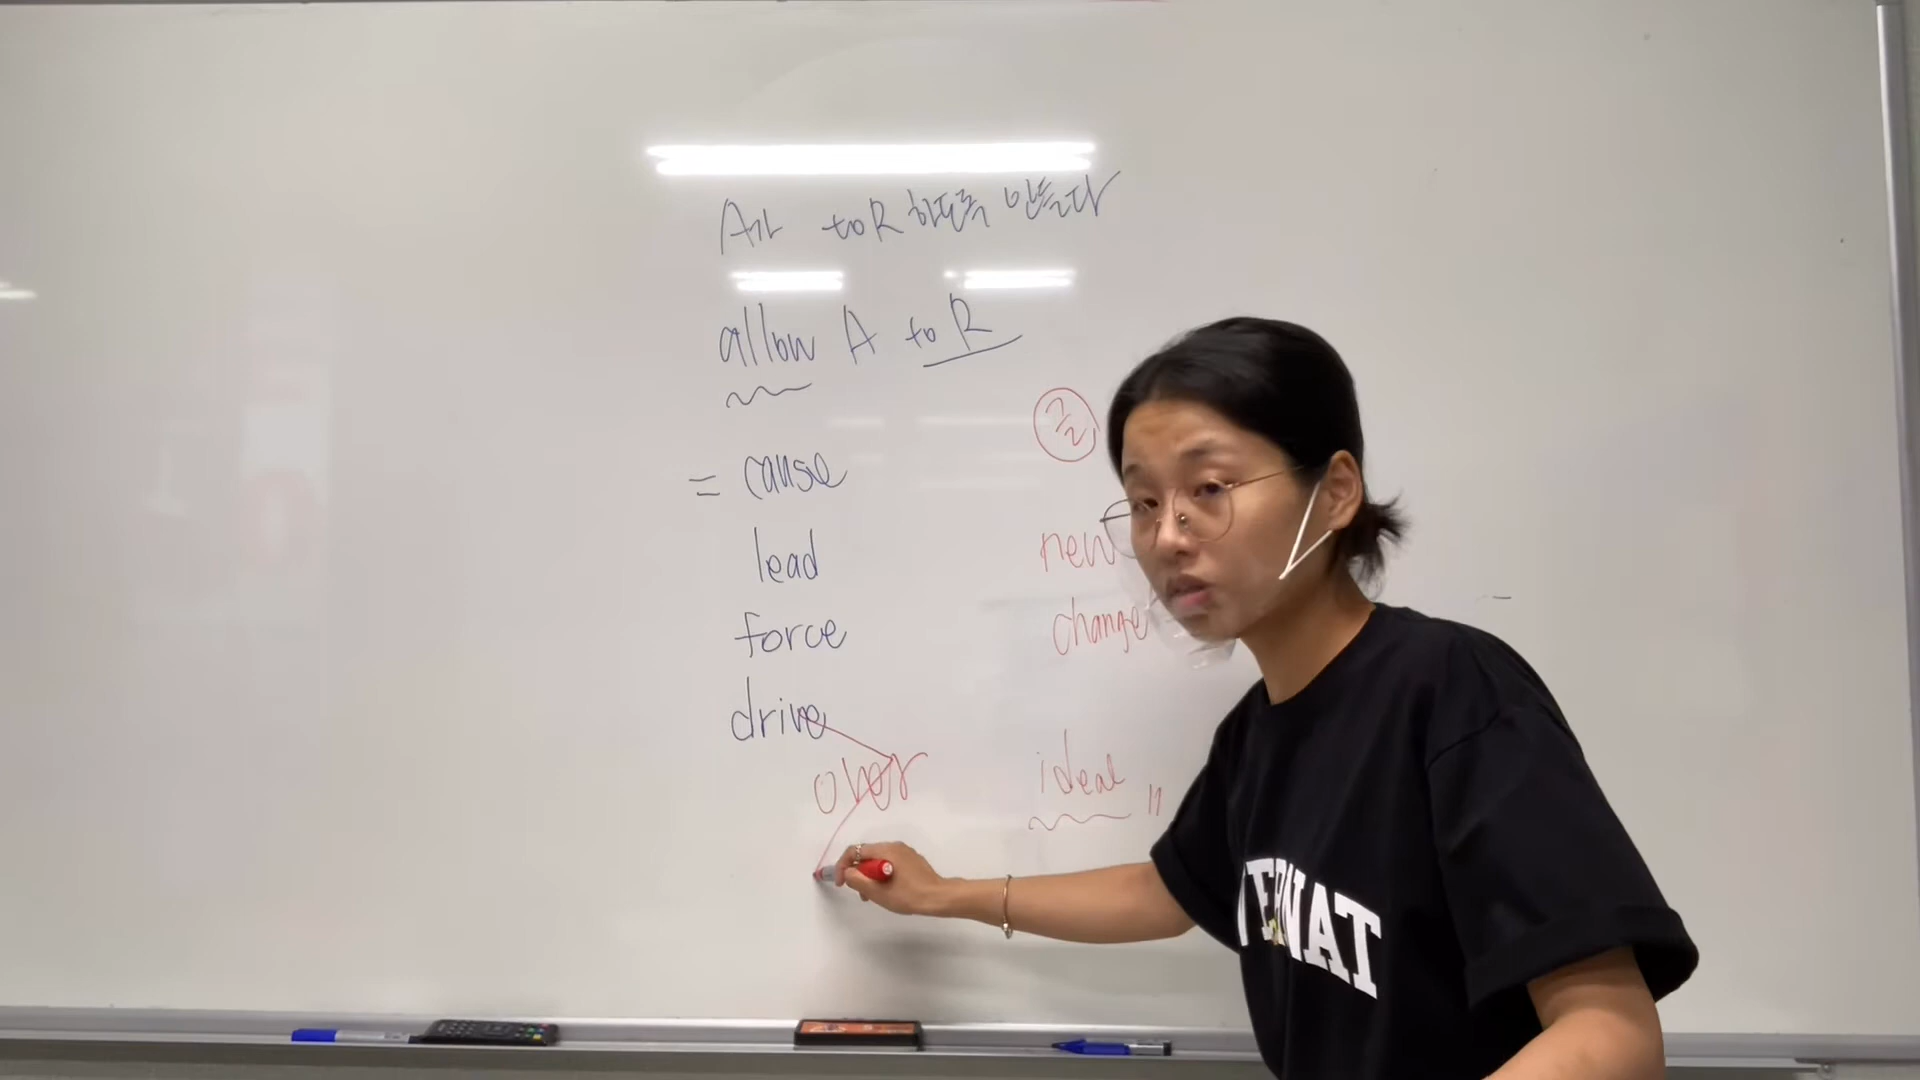 A가 to R 하도록 만든다
allow A to R
= cause
lead
force
drive
over
글
new
change
ideal "